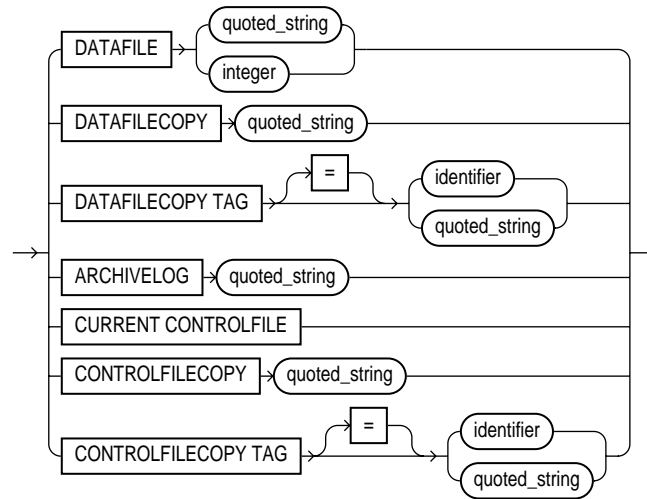 quoted_string
DATAFILE
integer
DATAFILECOPY quoted_string
= identifier
DATAFILECOPY TAG
quoted_string
ARCHIVELOG quoted_string
CURRENT CONTROLFILE
CONTROLFILECOPY quoted_string
= identifier
CONTROLFILECOPY TAG
quoted_string